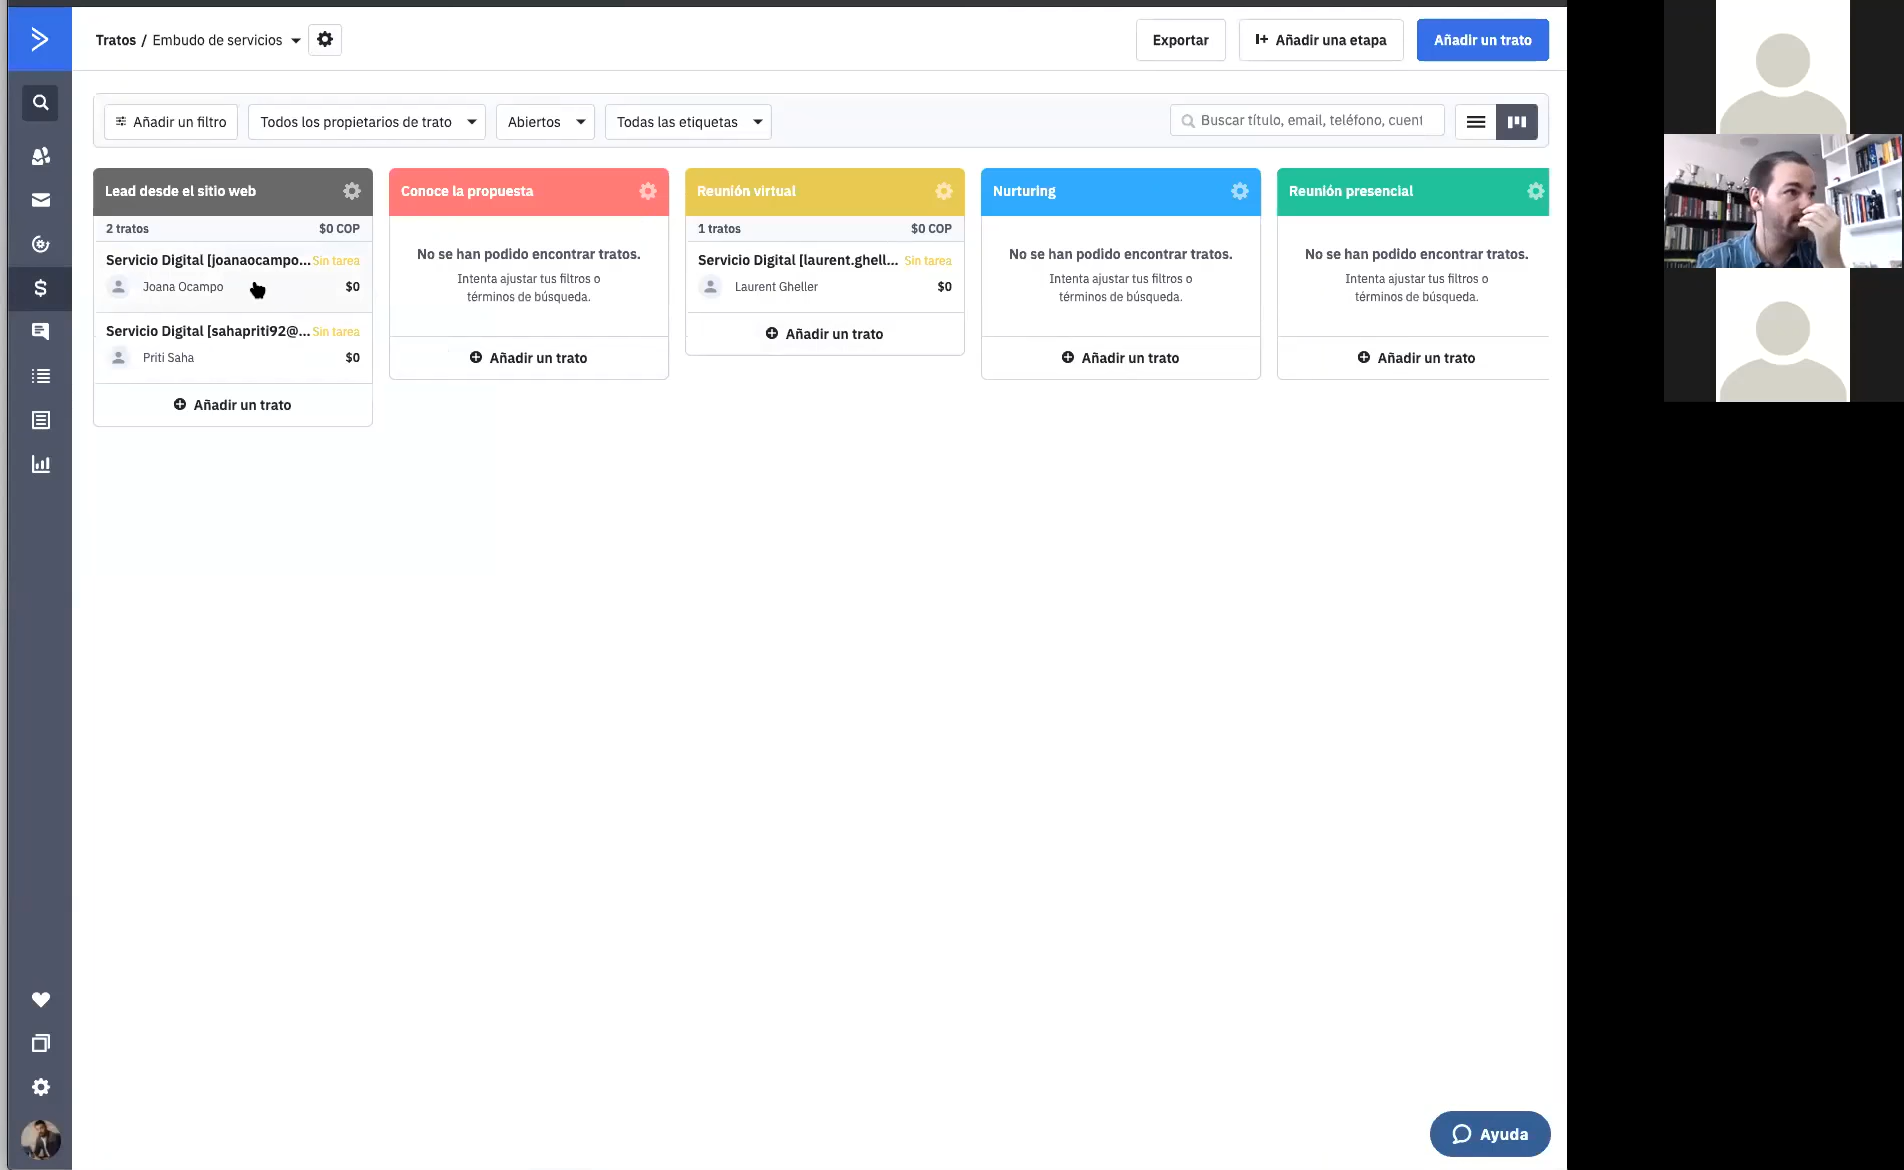 Tratos / Embudo de servicios
Exportar
Añadir una etapa
Añadir un trato
Añadir un filtro
Todos los propietarios de trato
Abiertos
Todas las etiquetas
Buscar título, email, teléfono, cuent
Lead desde el sitio web
2 tratos $0 COP
Servicio Digital [joanaocampo... Sin tarea
Joana Ocampo $0
Servicio Digital [sahapriti92@... Sin tarea
Priti Saha $0
Añadir un trato
Conoce la propuesta
No se han podido encontrar tratos.
Intenta ajustar tus filtros o
términos de búsqueda.
Añadir un trato
Reunión virtual
1 tratos $0 COP
Servicio Digital [laurent.ghell... Sin tarea
Laurent Gheller $0
Añadir un trato
Nurturing
No se han podido encontrar tratos.
Intenta ajustar tus filtros o
términos de búsqueda.
Añadir un trato
Reunión presencial
No se han podido encontrar tratos.
Intenta ajustar tus filtros o
términos de búsqueda.
Añadir un trato
Ayuda